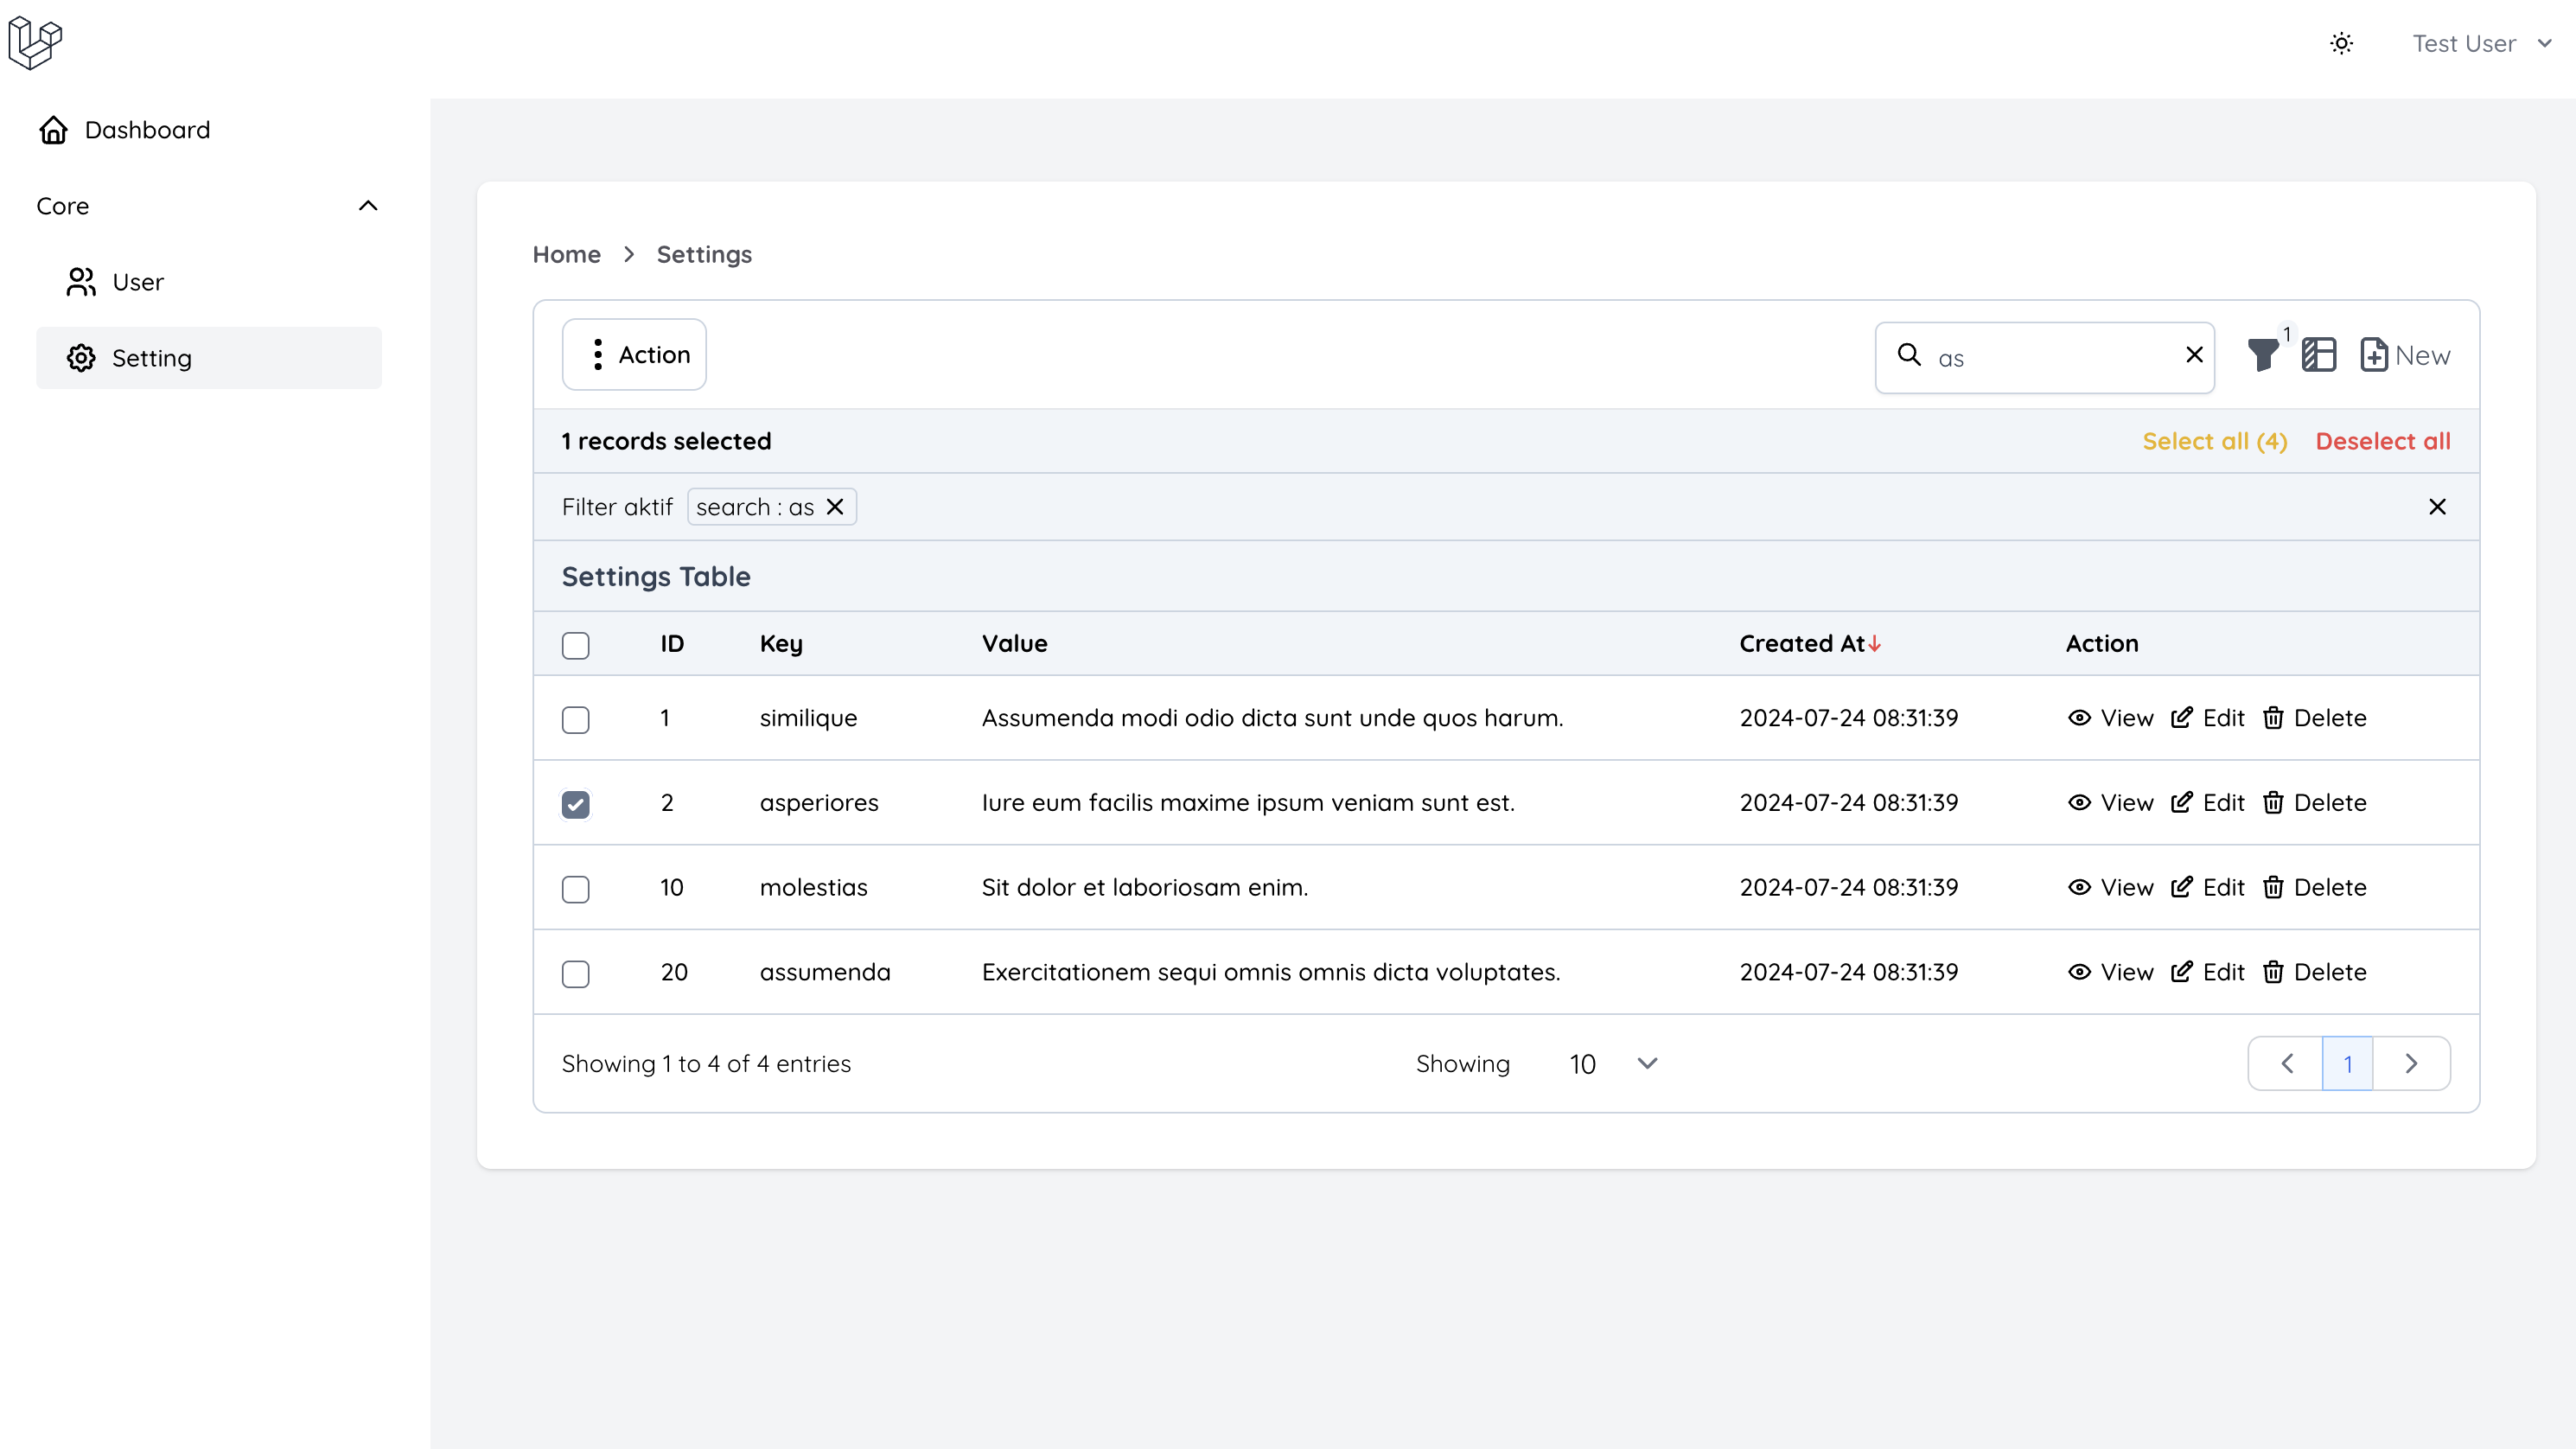 Test User
Dashboard
Core
User
Setting
Home Settings
Action
as
1
New
1 records selected Select all (4) Deselect all
Filter aktif search : as
Settings Table
ID Key Value Created At Action
1 similique Assumenda modi odio dicta sunt unde quos harum. 2024-07-24 08:31:39 View Edit Delete
2 asperiores Iure eum facilis maxime ipsum veniam sunt est. 2024-07-24 08:31:39 View Edit Delete
10 molestias Sit dolor et laboriosam enim. 2024-07-24 08:31:39 View Edit Delete
20 assumenda Exercitationem sequi omnis omnis dicta voluptates. 2024-07-24 08:31:39 View Edit Delete
Showing 1 to 4 of 4 entries Showing 10 1